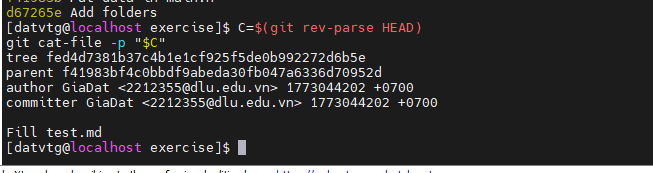 d67265e Add folders
[datvtg@localhost exercise]$ C=$(git rev-parse HEAD)
git cat-file -p "$C"
tree fed4d7381b37c4b1e1cf925f5de0b992272d6b5e
parent f41983bf4c0bbdf9abeda30fb047a6336d70952d
author GiaDat <2212355@dlu.edu.vn> 1773044202 +0700
committer GiaDat <2212355@dlu.edu.vn> 1773044202 +0700
Fill test.md
[datvtg@localhost exercise]$